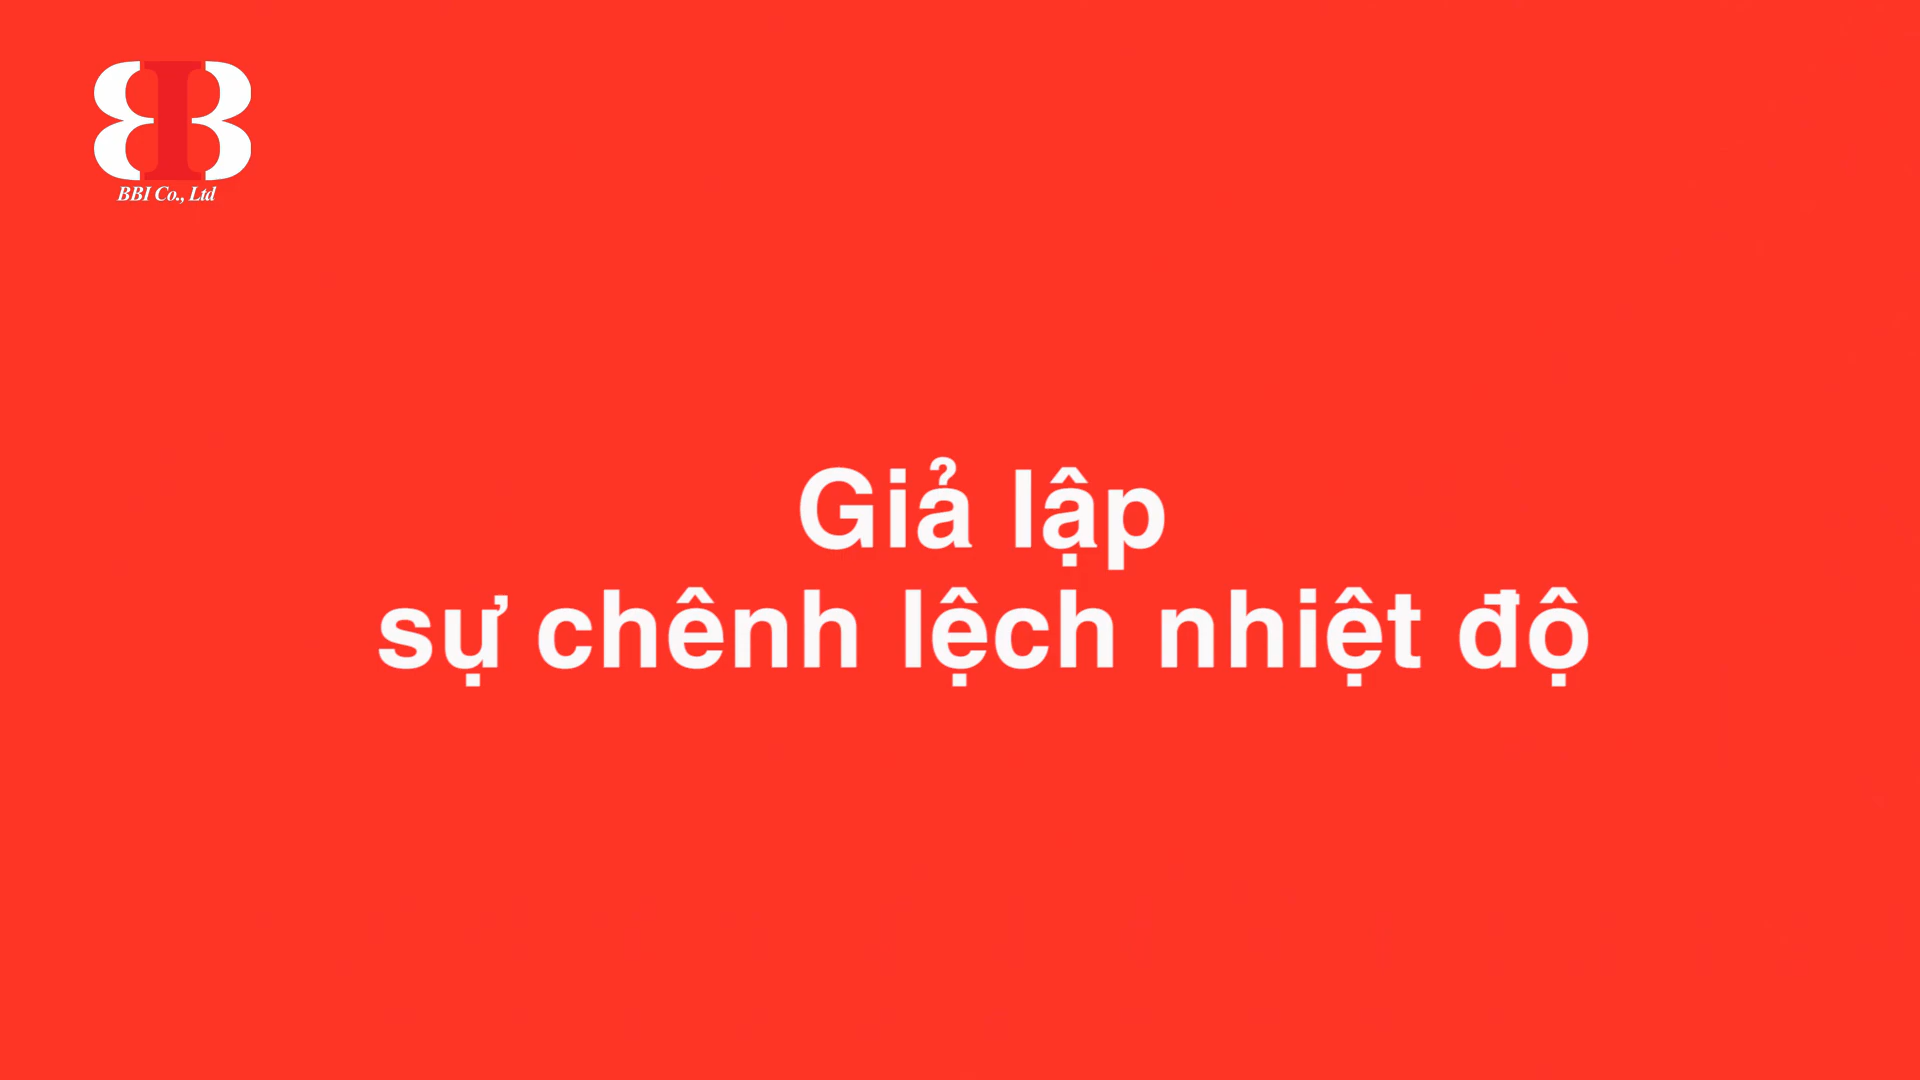 BBI Co., Ltd
Giả lập
sự chênh lệch nhiệt độ